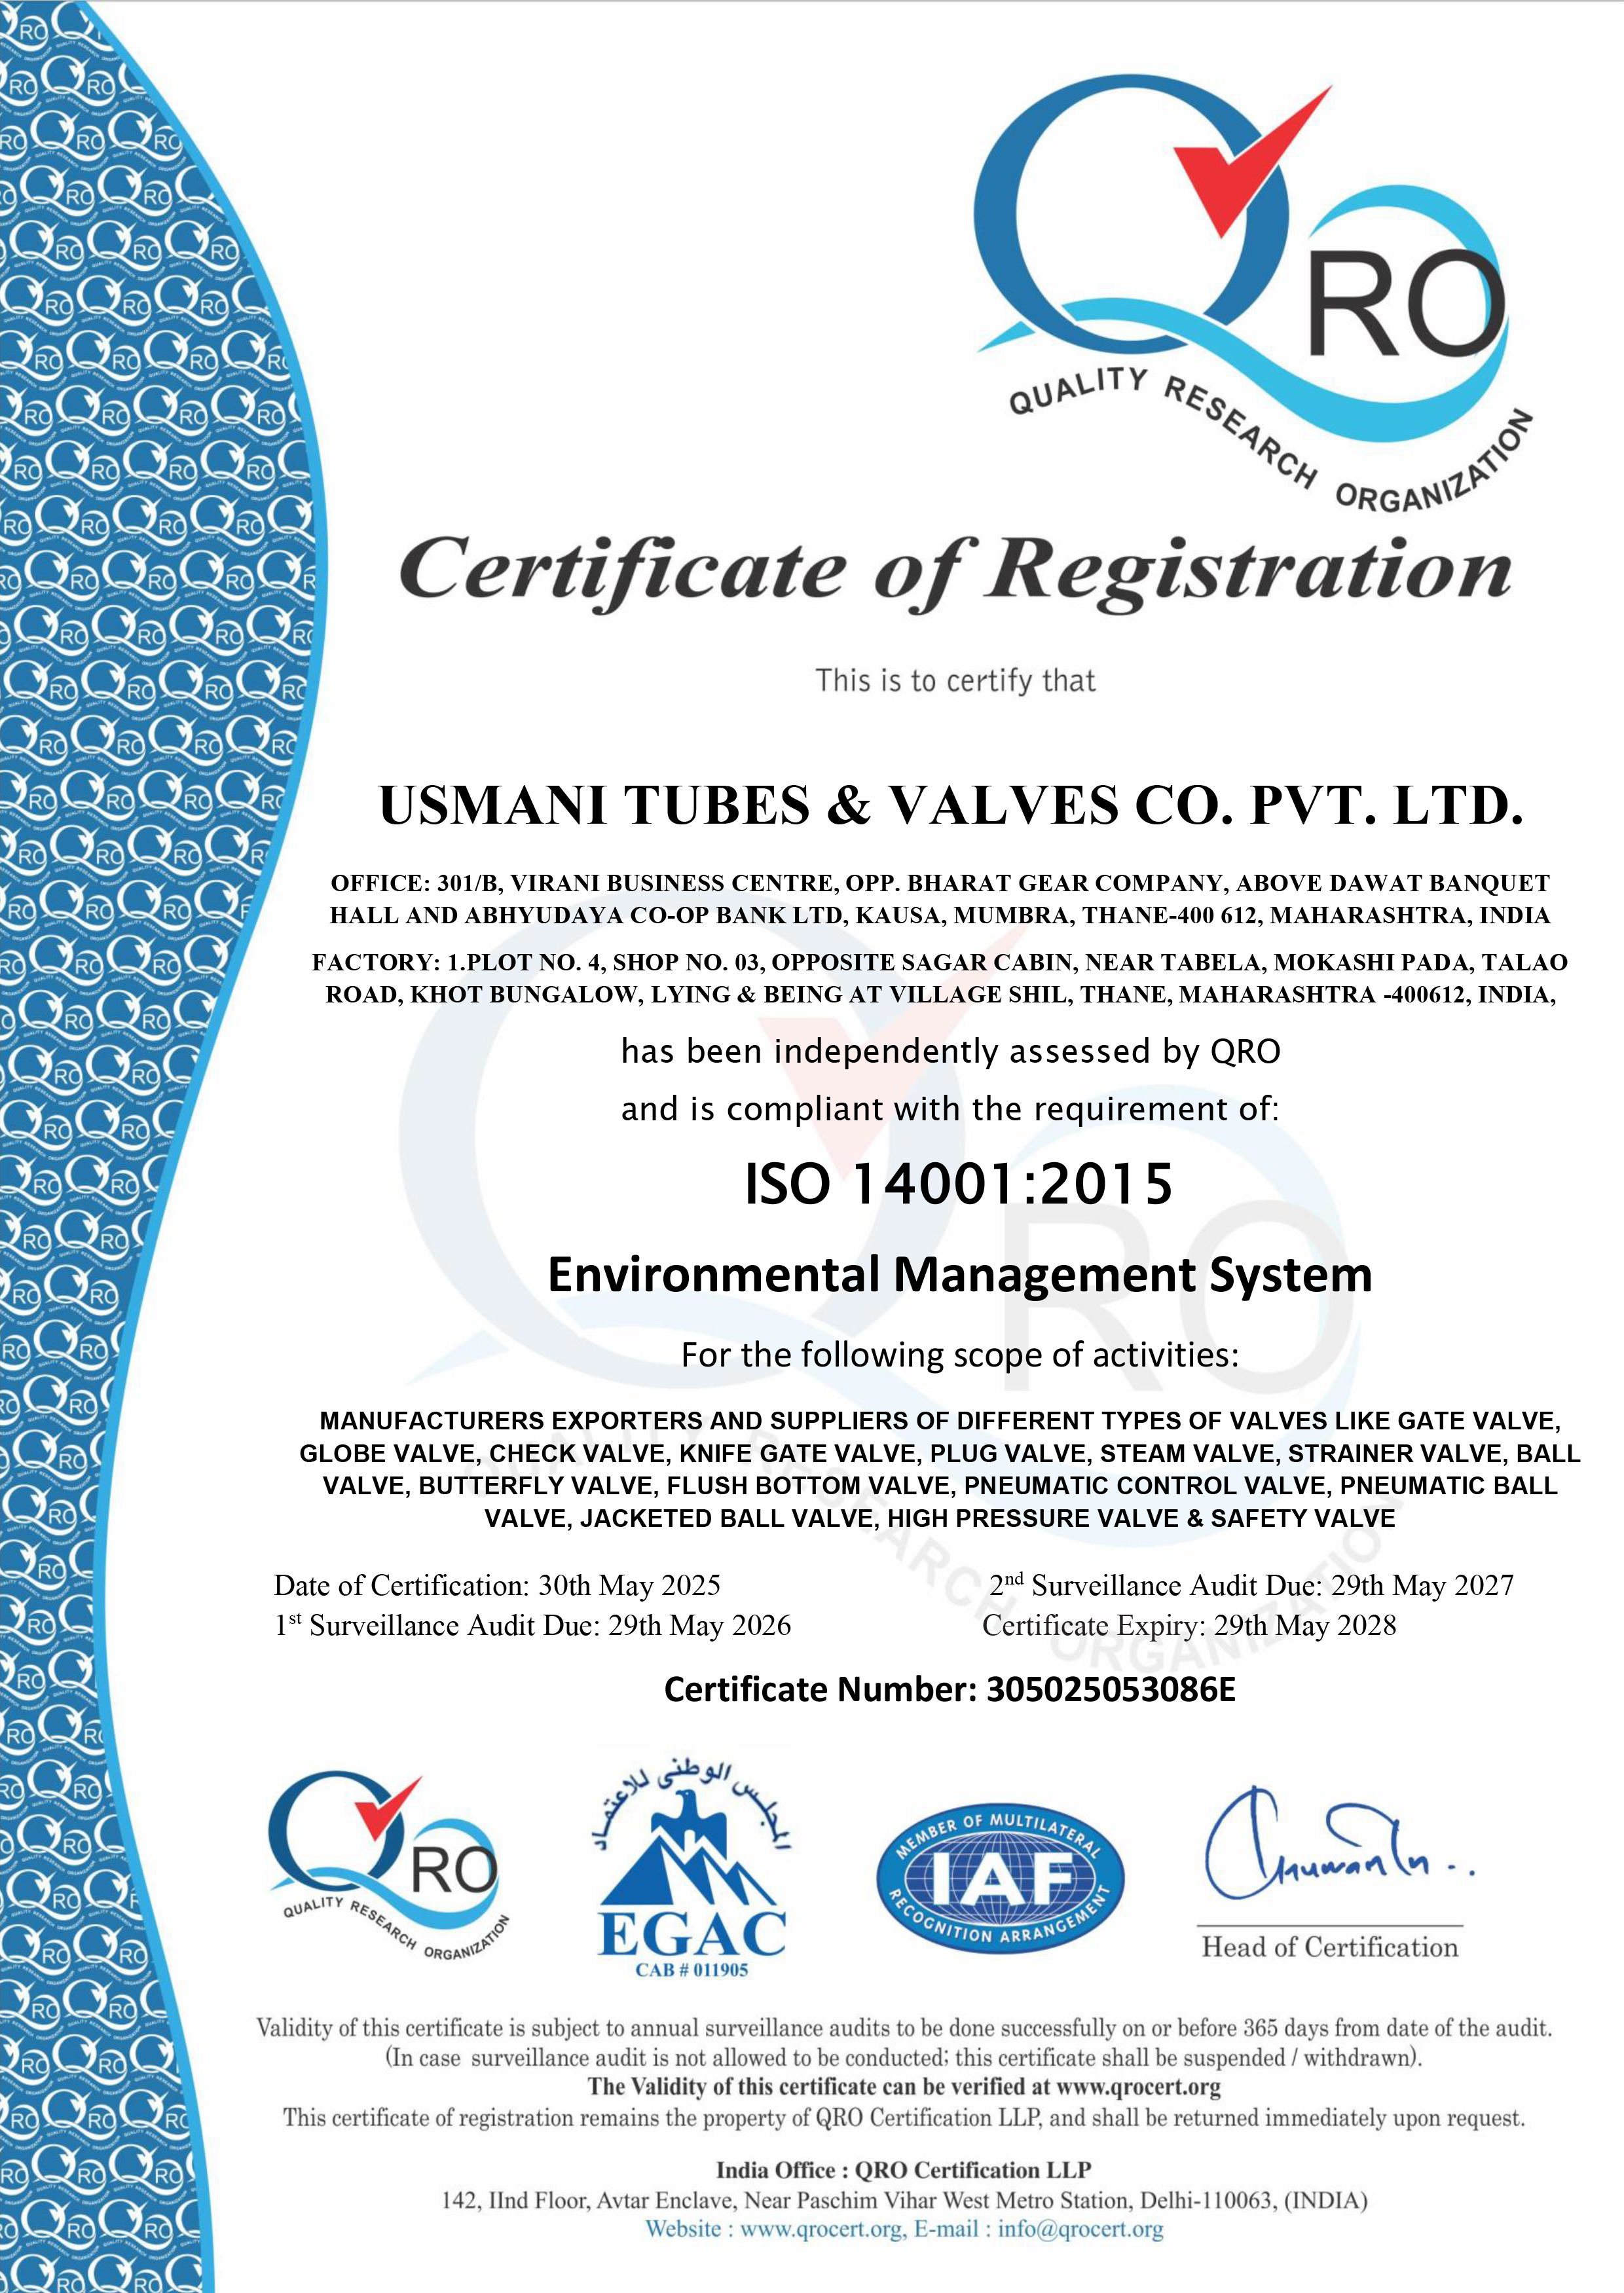 QRO
QUALITY RESEARCH ORGANIZATION
Certificate of Registration
This is to certify that
USMANI TUBES & VALVES CO. PVT. LTD.
OFFICE: 301/B, VIRANI BUSINESS CENTRE, OPP. BHARAT GEAR COMPANY, ABOVE DAWAT BANQUET
HALL AND ABHYUDAYA CO-OP BANK LTD, KAUSA, MUMBRA, THANE-400 612, MAHARASHTRA, INDIA
FACTORY: 1.PLOT NO. 4, SHOP NO. 03, OPPOSITE SAGAR CABIN, NEAR TABELA, MOKASHI PADA, TALAO
ROAD, KHOT BUNGALOW, LYING & BEING AT VILLAGE SHIL, THANE, MAHARASHTRA -400612, INDIA,
has been independently assessed by QRO
and is compliant with the requirement of:
ISO 14001:2015
Environmental Management System
For the following scope of activities:
MANUFACTURERS EXPORTERS AND SUPPLIERS OF DIFFERENT TYPES OF VALVES LIKE GATE VALVE,
GLOBE VALVE, CHECK VALVE, KNIFE GATE VALVE, PLUG VALVE, STEAM VALVE, STRAINER VALVE, BALL
VALVE, BUTTERFLY VALVE, FLUSH BOTTOM VALVE, PNEUMATIC CONTROL VALVE, PNEUMATIC BALL
VALVE, JACKETED BALL VALVE, HIGH PRESSURE VALVE & SAFETY VALVE
Date of Certification: 30th May 2025
2nd Surveillance Audit Due: 29th May 2027
1st Surveillance Audit Due: 29th May 2026
Certificate Expiry: 29th May 2028
Certificate Number: 305025053086E
QRO
QUALITY RESEARCH ORGANIZATION
المجلس الوطنى للاعتماد
EGAC
CAB # 011905
MEMBER OF MULTILATERAL
IAF
RECOGNITION ARRANGEMENT
Head of Certification
Validity of this certificate is subject to annual surveillance audits to be done successfully on or before 365 days from date of the audit.
(In case surveillance audit is not allowed to be conducted; this certificate shall be suspended / withdrawn).
The Validity of this certificate can be verified at www.qrocert.org
This certificate of registration remains the property of QRO Certification LLP, and shall be returned immediately upon request.
India Office : QRO Certification LLP
142, IInd Floor, Avtar Enclave, Near Paschim Vihar West Metro Station, Delhi-110063, (INDIA)
Website : www.qrocert.org, E-mail : info@qrocert.org